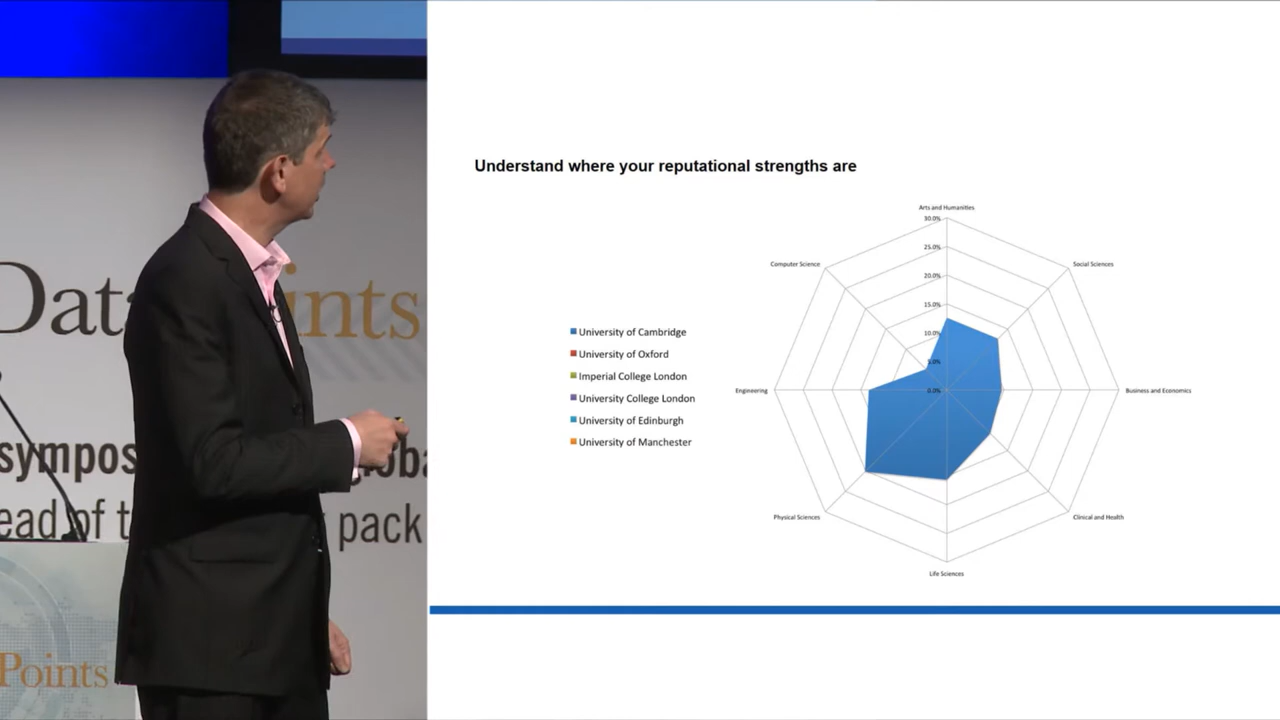 Data
ints
sympos
oba
ead of t
pack
Points
Understand where your reputational strengths are
University of Cambridge
University of Oxford
Imperial College London
University College London
University of Edinburgh
University of Manchester
Arts and Humanities
30.0%
25.0%
20.0%
15.0%
10.0%
5.0%
0.0%
Computer Science
Social Sciences
Engineering
Business and Economics
Physical Sciences
Clinical and Health
Life Sciences